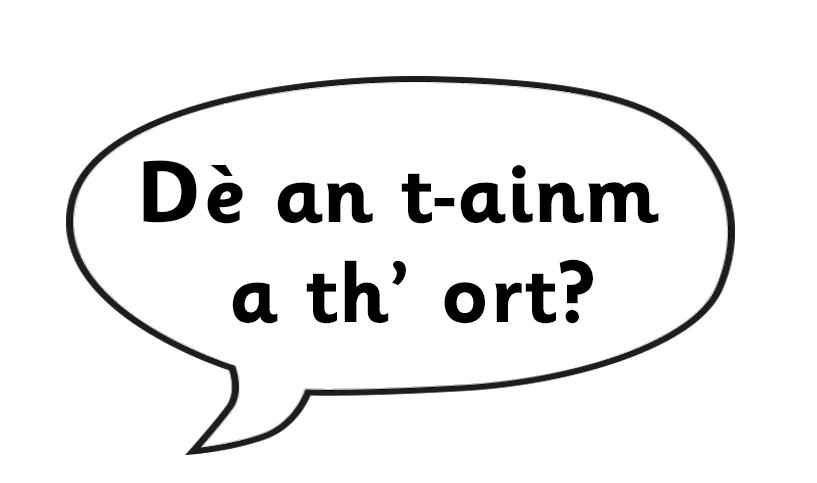 Dè an t-ainm
a th’ ort?